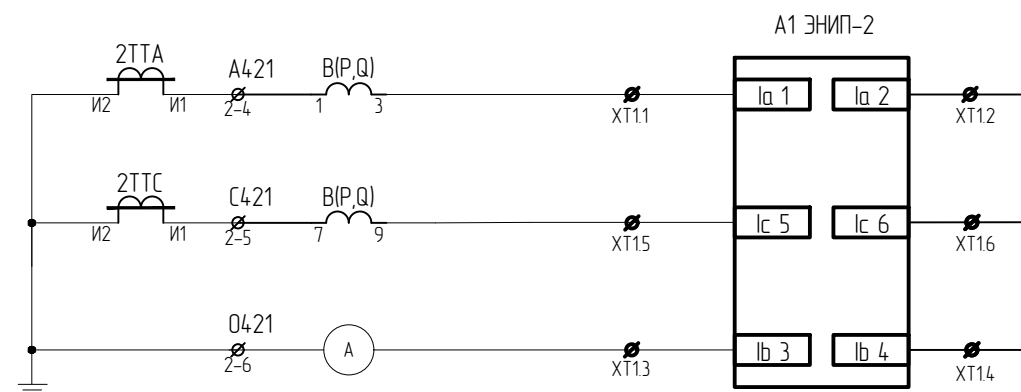 А1 ЭНИП-2
2ТТА
А421
В(P,Q)
Ia 1
Ia 2
И2
И1
2-4
1
3
XT1.1
XT1.2
2ТТС
С421
В(P,Q)
Ic 5
Ic 6
И2
И1
2-5
7
9
XT1.5
XT1.6
О421
А
Ib 3
Ib 4
2-6
XT1.3
XT1.4